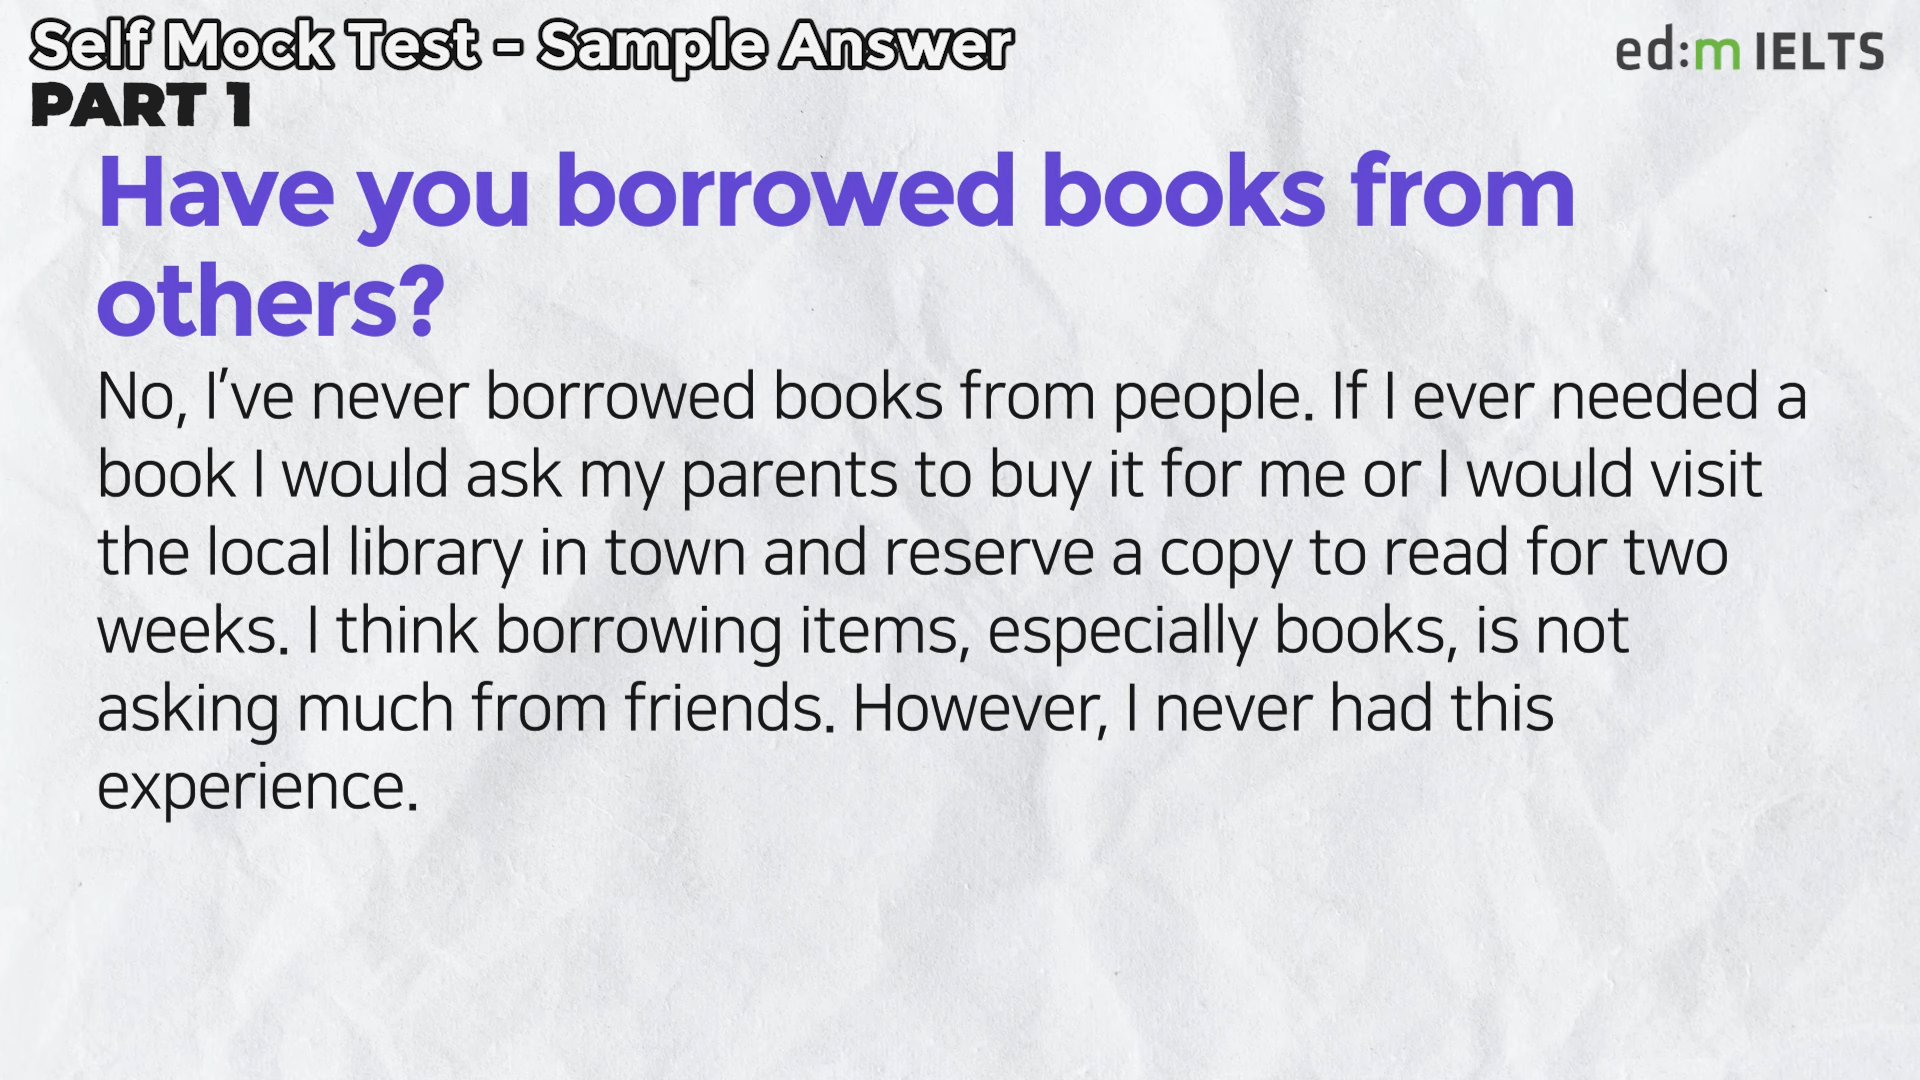 Self Mock Test - Sample Answer
ed:m IELTS
PART 1
Have you borrowed books from
others?
No, I've never borrowed books from people. If I ever needed a
book I would ask my parents to buy it for me or I would visit
the local library in town and reserve a copy to read for two
weeks. I think borrowing items, especially books, is not
asking much from friends. However, I never had this
experience.